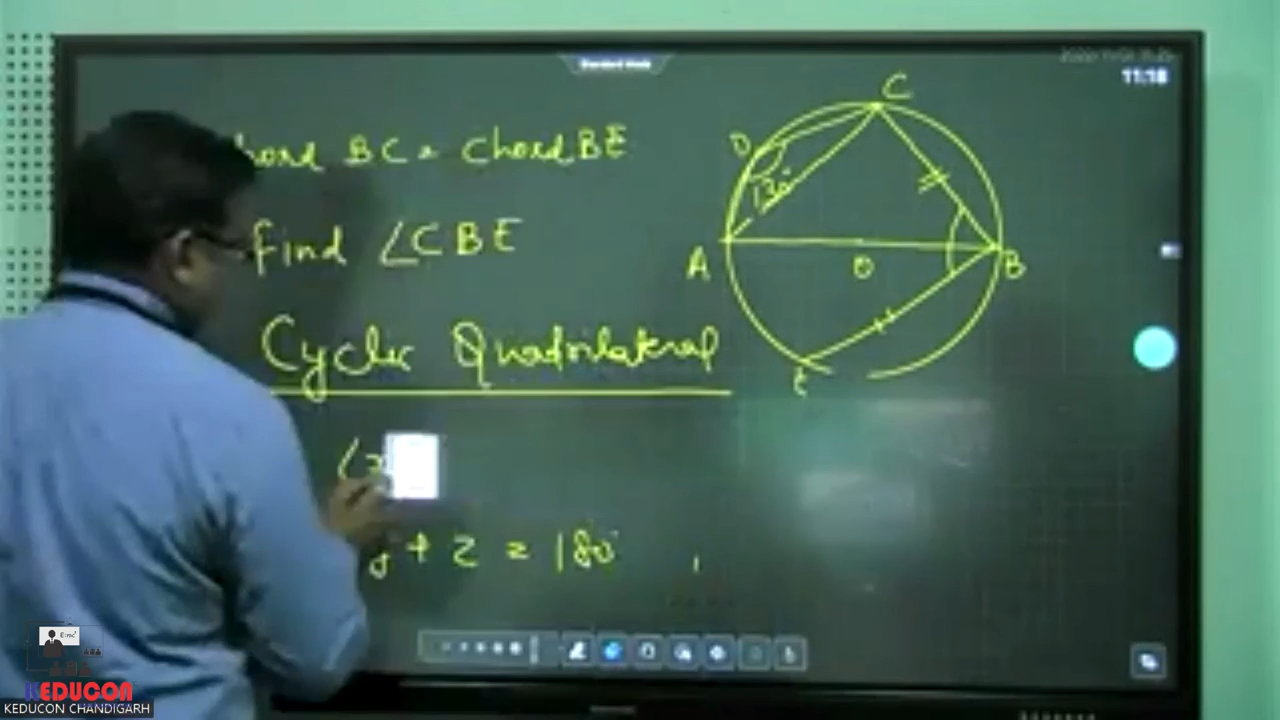 hord BC = Chord BE
Find ∠CBE
Cyclic Quadrilateral
y + z = 180°
C
D
130°
A
O
B
E
11:18
KEDUCON
KEDUCON CHANDIGARH